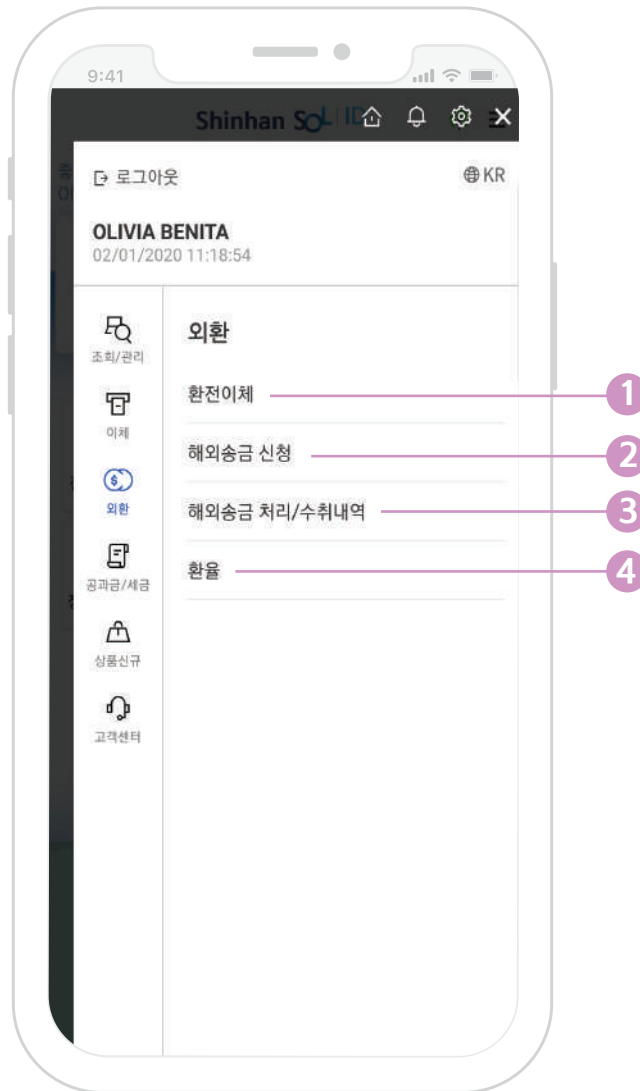 9:41
Shinhan SOL ID
로그아웃
KR
OLIVIA BENITA
02/01/2020 11:18:54
조회/관리
이체
외환
공과금/세금
상품신규
고객센터
외환
환전이체
1
해외송금 신청
2
해외송금 처리/수취내역
3
환율
4